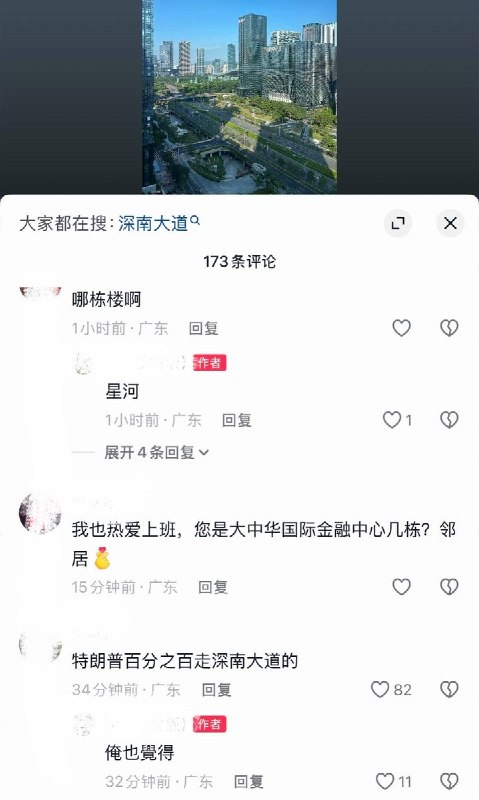 大家都在搜：深南大道
173条评论
哪栋楼啊
1小时前·广东 回复
作者
星河
1小时前·广东 回复 1
展开4条回复
我也热爱上班，您是大中华国际金融中心几栋？邻
居
15分钟前·广东 回复
特朗普百分之百走深南大道的
34分钟前·广东 回复 82
作者
俺也覺得
32分钟前·广东 回复 11